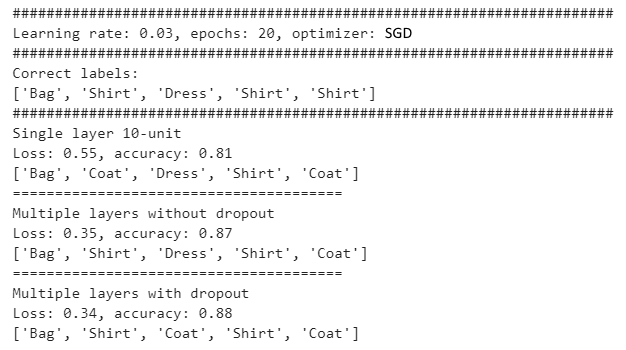 #######################################################################
Learning rate: 0.03, epochs: 20, optimizer: SGD
#######################################################################
Correct labels:
['Bag', 'Shirt', 'Dress', 'Shirt', 'Shirt']
#######################################################################
Single layer 10-unit
Loss: 0.55, accuracy: 0.81
['Bag', 'Coat', 'Dress', 'Shirt', 'Coat']
=======================================
Multiple layers without dropout
Loss: 0.35, accuracy: 0.87
['Bag', 'Shirt', 'Dress', 'Shirt', 'Coat']
=======================================
Multiple layers with dropout
Loss: 0.34, accuracy: 0.88
['Bag', 'Shirt', 'Coat', 'Shirt', 'Coat']